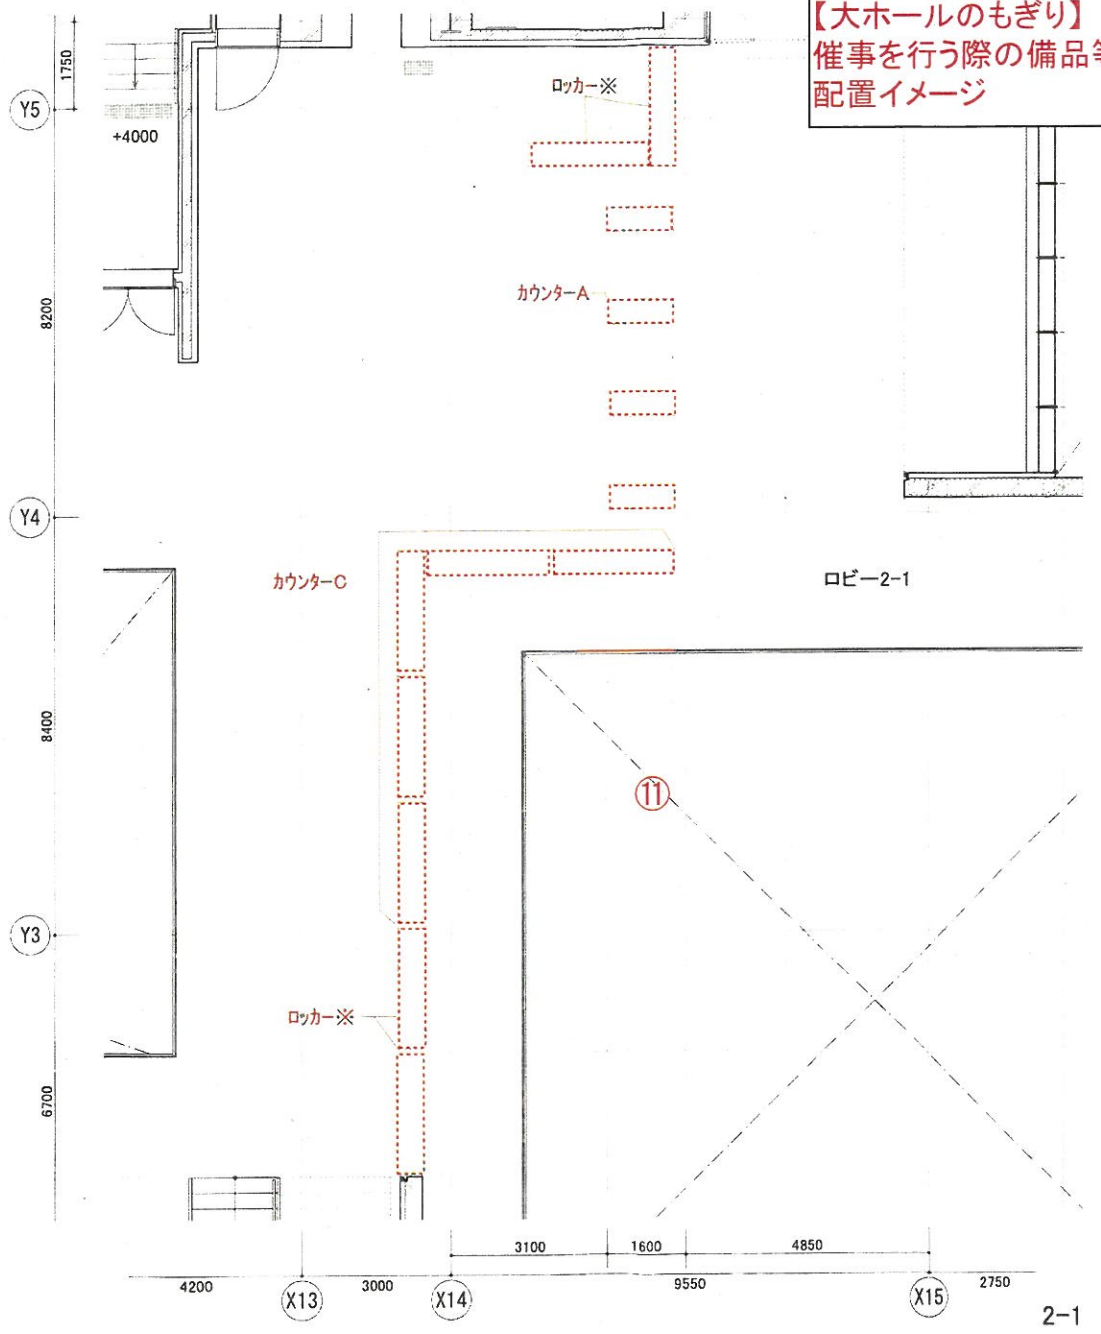 【大ホールのもぎり】
催事を行う際の備品等
配置イメージ
1750
ロッカー※
Y5
+4000
8200
カウンターA
Y4
カウンターC
ロビー2-1
8400
⑪
Y3
ロッカー※
6700
3100 1600 4850
4200 3000 9550 2750
X13 X14 X15
2-1